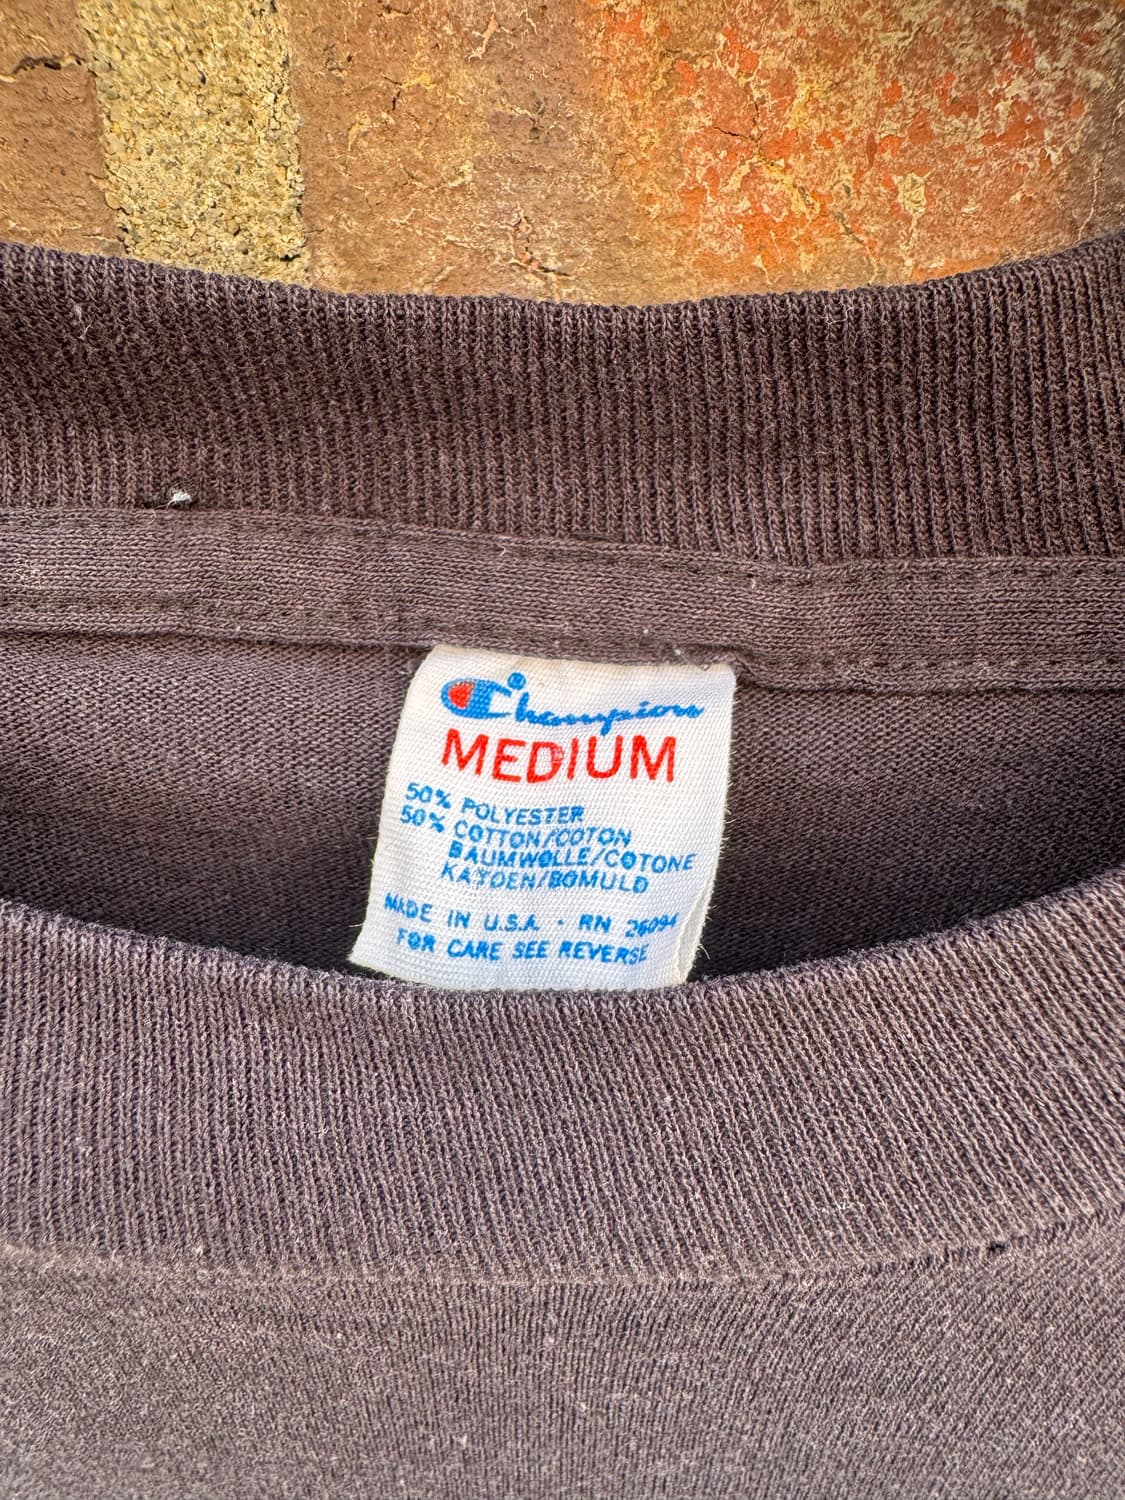 Champion
MEDIUM
50% POLYESTER
50% COTTON/COTON
BAUMWOLLE/COTONE
KATOEN/BOMULD
MADE IN U.S.A. · RN 26094
FOR CARE SEE REVERSE